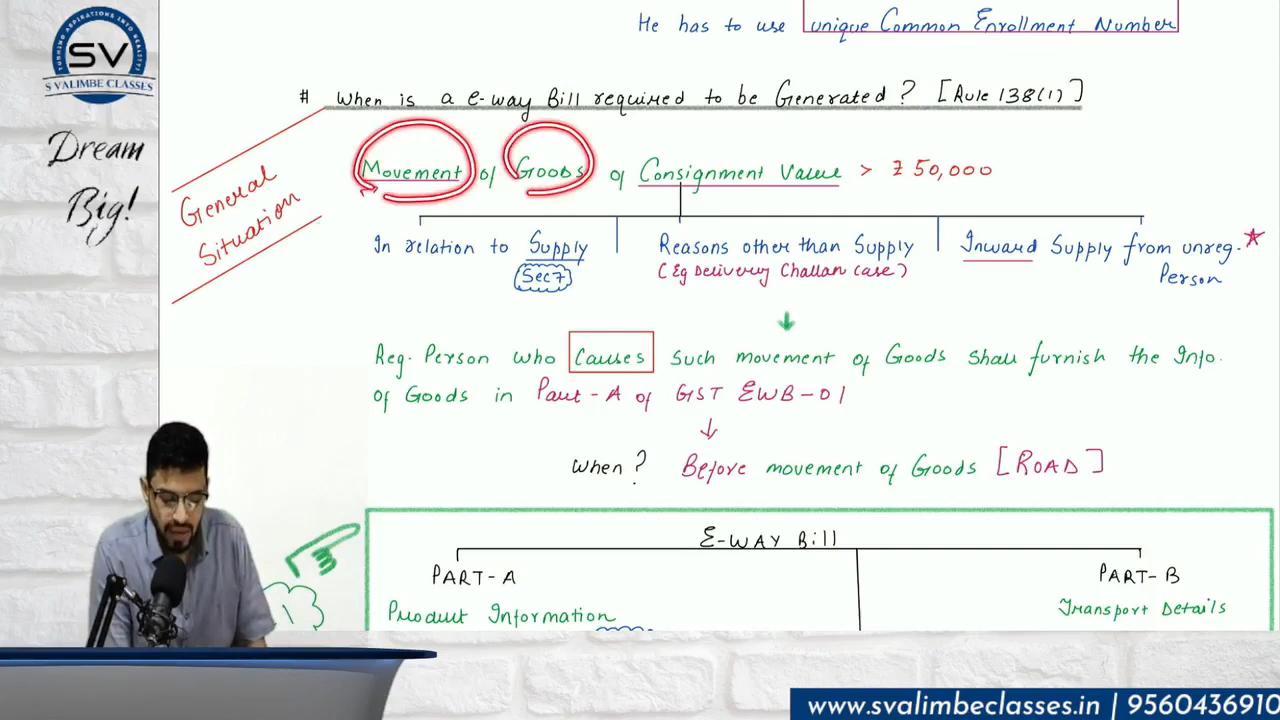 He has to use unique Common Enrollment Number
TURNING ASPIRATIONS INTO REALITY!
SV
S VALIMBE CLASSES
Dream
Big!
# When is a e-way Bill required to be Generated? [Rule 138(1)]
General
Situation
Movement of Goods of Consignment Value > ₹ 50,000
In relation to Supply
Sec 7
Reasons other than Supply
(Eg Delivery Challan case)
Inward Supply from unreg. *
Person
Reg. Person who Causes such movement of Goods shall furnish the Info.
of Goods in Part-A of GST EWB-01
When? Before movement of Goods [ROAD]
E-WAY Bill
PART-A
PART-B
Product Information
Transport Details
www.svalimbeclasses.in | 9560436910